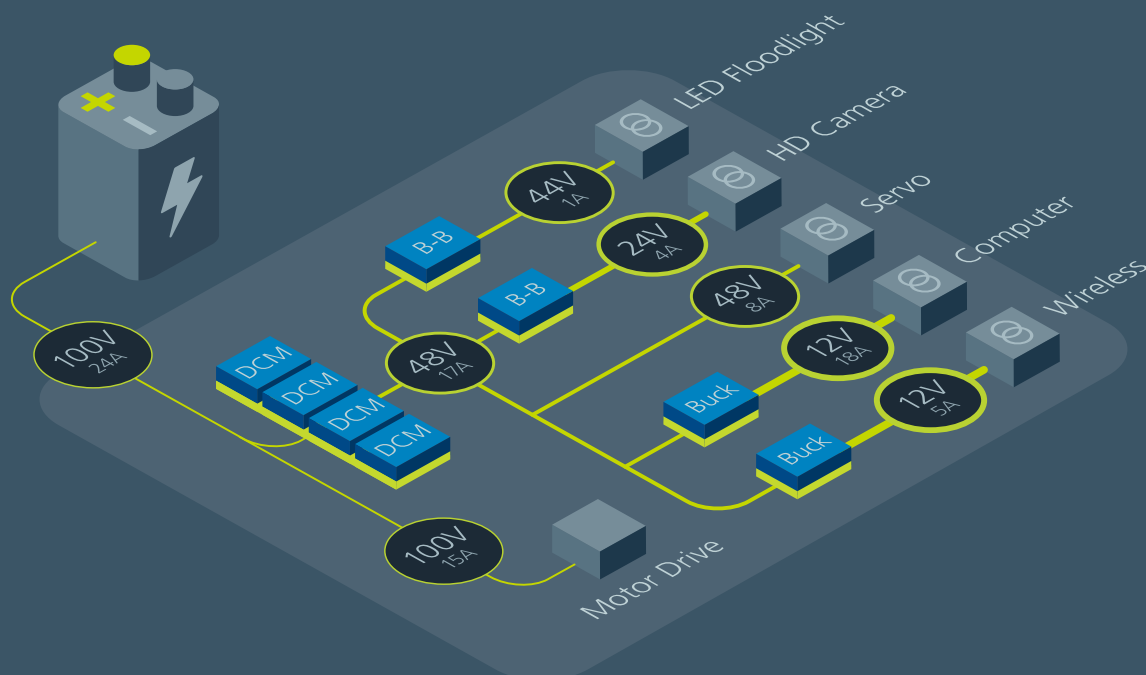 LED Floodlight
HD Camera
Servo
Computer
Wireless
44V
1A
B-B
24V
4A
B-B
48V
8A
100V
24A
48V
17A
12V
18A
DCM
DCM
DCM
DCM
Buck
12V
5A
Buck
100V
15A
Motor Drive